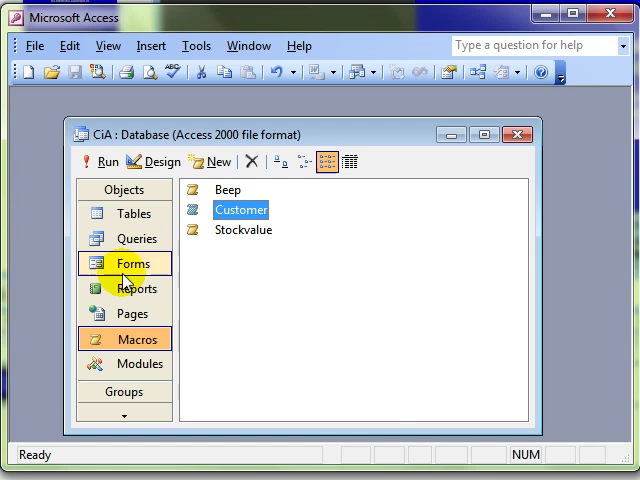 Microsoft Access
File Edit View Insert Tools Window Help Type a question for help
ABC
CiA : Database (Access 2000 file format)
Run Design New
Objects
Tables
Queries
Forms
Reports
Pages
Macros
Modules
Groups
Beep
Customer
Stockvalue
Ready NUM